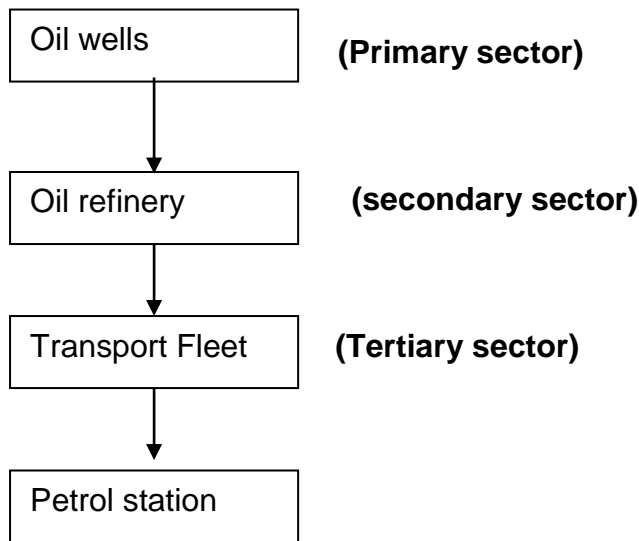 Oil wells (Primary sector)
Oil refinery (secondary sector)
Transport Fleet (Tertiary sector)
Petrol station